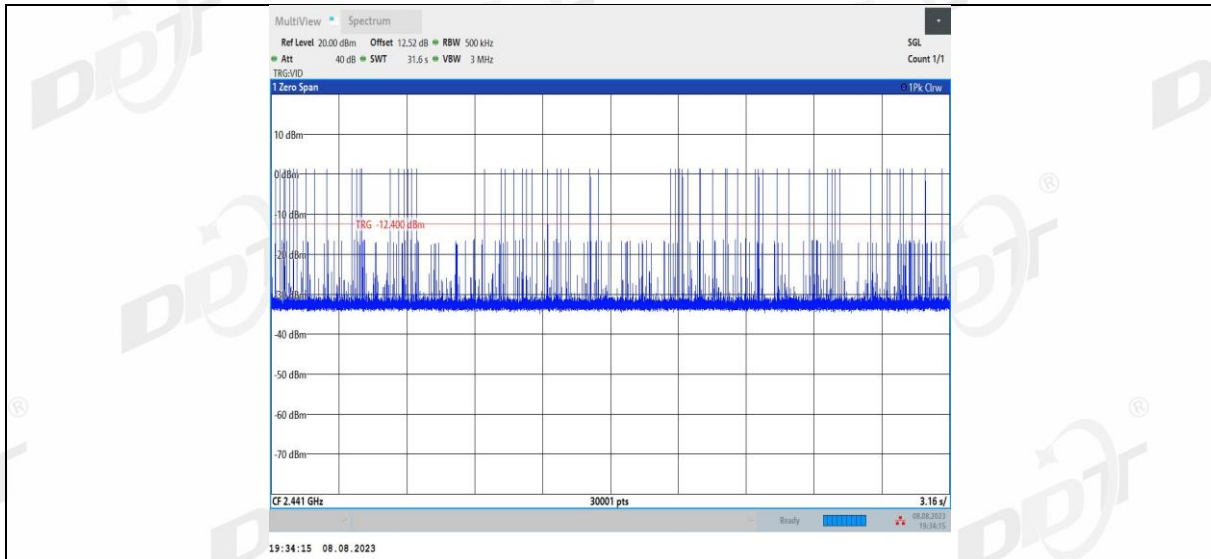 MultiView Spectrum
Ref Level 20.00 dBm Offset 12.52 dB RBW 500 kHz SGL
Att 40 dB SWT 31.6 s VBW 3 MHz Count 1/1
TRG:VID
1 Zero Span 1Pk Clrw
10 dBm
0 dBm
-10 dBm
TRG -12.400 dBm
-20 dBm
-30 dBm
-40 dBm
-50 dBm
-60 dBm
-70 dBm
CF 2.441 GHz 30001 pts 3.16 s/
Ready 08.08.2023
19:34:15
19:34:15 08.08.2023
DDT
®